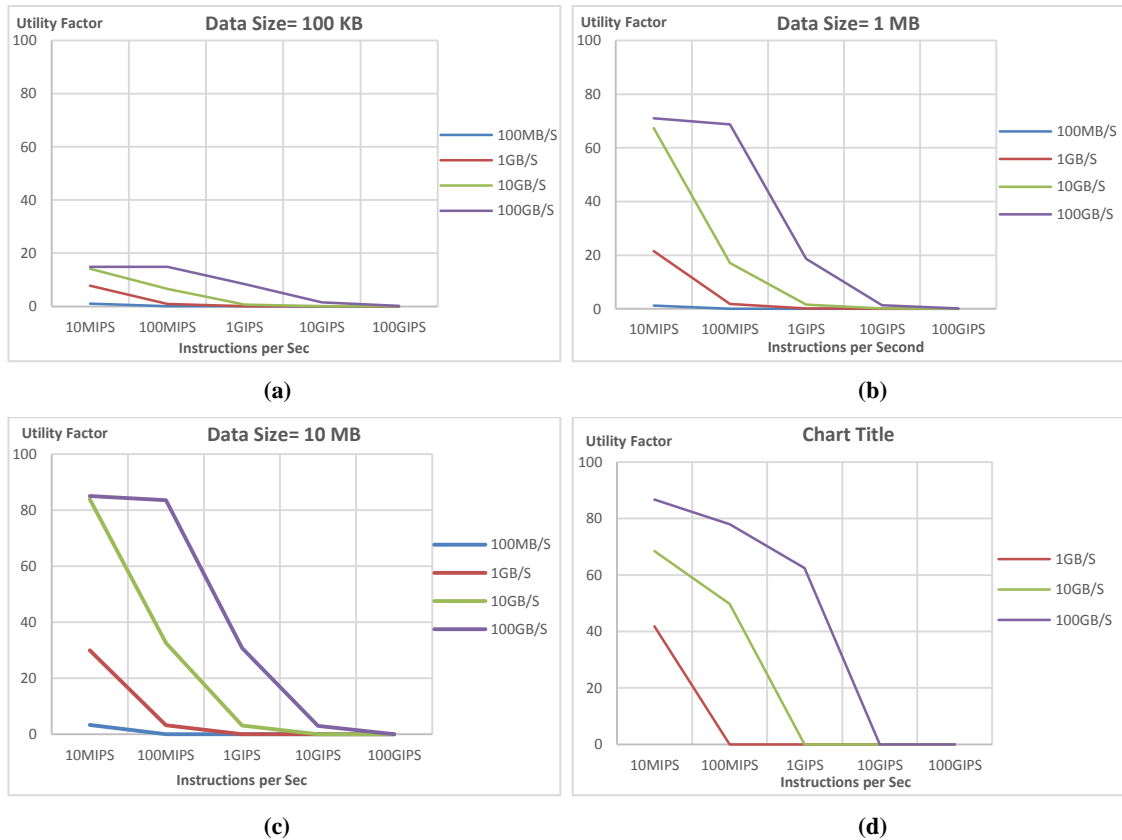 Utility Factor
Data Size= 100 KB
100
80
60
40
20
0
10MIPS 100MIPS 1GIPS 10GIPS 100GIPS
Instructions per Sec
100MB/S
1GB/S
10GB/S
100GB/S
(a)
Utility Factor
Data Size= 1 MB
100
80
60
40
20
0
10MIPS 100MIPS 1GIPS 10GIPS 100GIPS
Instructions per Second
100MB/S
1GB/S
10GB/S
100GB/S
(b)
Utility Factor
Data Size= 10 MB
100
80
60
40
20
0
10MIPS 100MIPS 1GIPS 10GIPS 100GIPS
Instructions per Sec
100MB/S
1GB/S
10GB/S
100GB/S
(c)
Utility Factor
Chart Title
100
80
60
40
20
0
10MIPS 100MIPS 1GIPS 10GIPS 100GIPS
Instructions per Sec
1GB/S
10GB/S
100GB/S
(d)